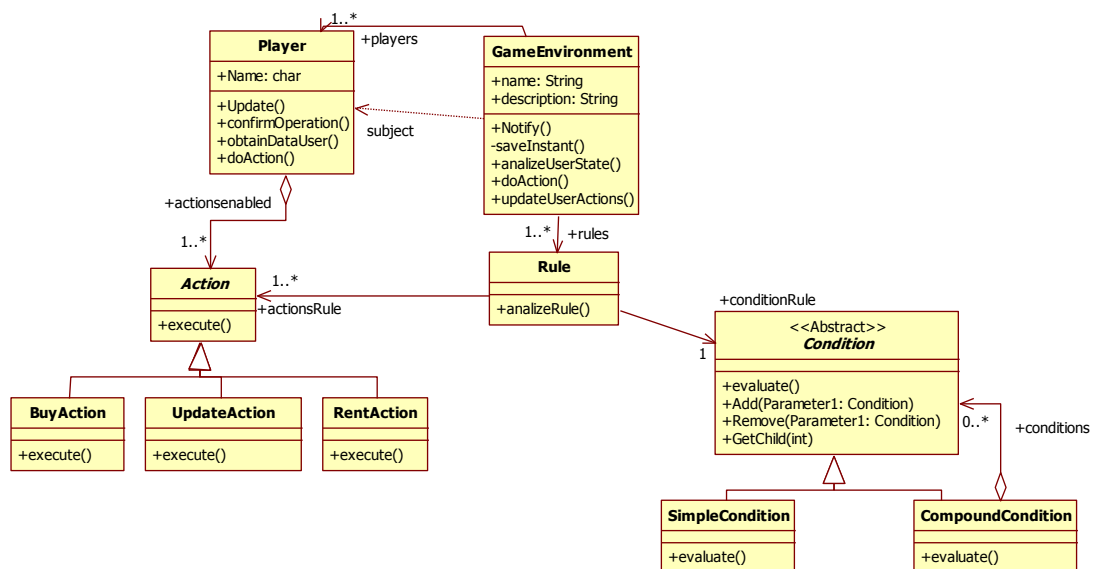 1..*
+players
Player
+Name: char
+Update()
+confirmOperation()
+obtainDataUser()
+doAction()
GameEnvironment
+name: String
+description: String
+Notify()
-saveInstant()
+analizeUserState()
+doAction()
+updateUserActions()
subject
+actionsenabled
1..*
1..*
+rules
Action
+execute()
1..*
+actionsRule
Rule
+analizeRule()
+conditionRule
1
<<Abstract>>
Condition
+evaluate()
+Add(Parameter1: Condition)
+Remove(Parameter1: Condition)
+GetChild(int)
0..*
+conditions
BuyAction
+execute()
UpdateAction
+execute()
RentAction
+execute()
SimpleCondition
+evaluate()
CompoundCondition
+evaluate()